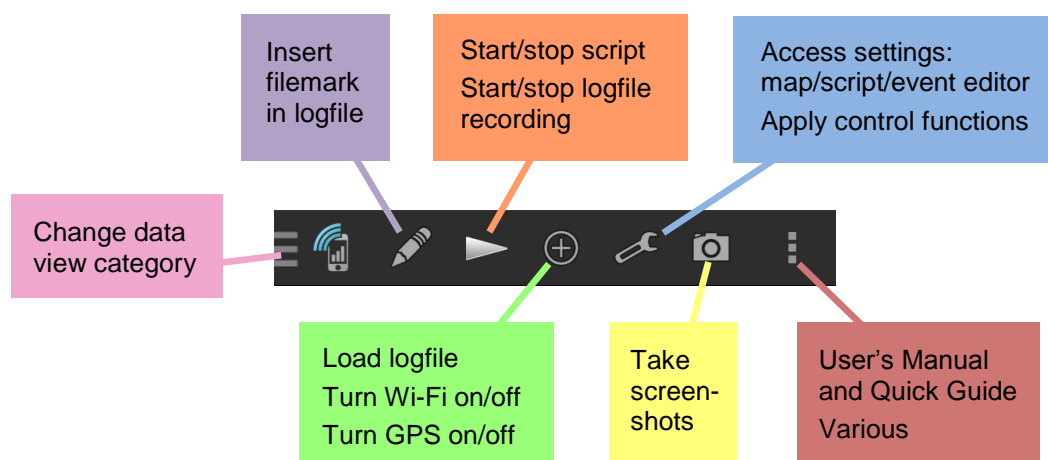 Insert
filemark
in logfile
Start/stop script
Start/stop logfile
recording
Access settings:
map/script/event editor
Apply control functions
Change data
view category
Load logfile
Turn Wi-Fi on/off
Turn GPS on/off
Take
screen-
shots
User’s Manual
and Quick Guide
Various